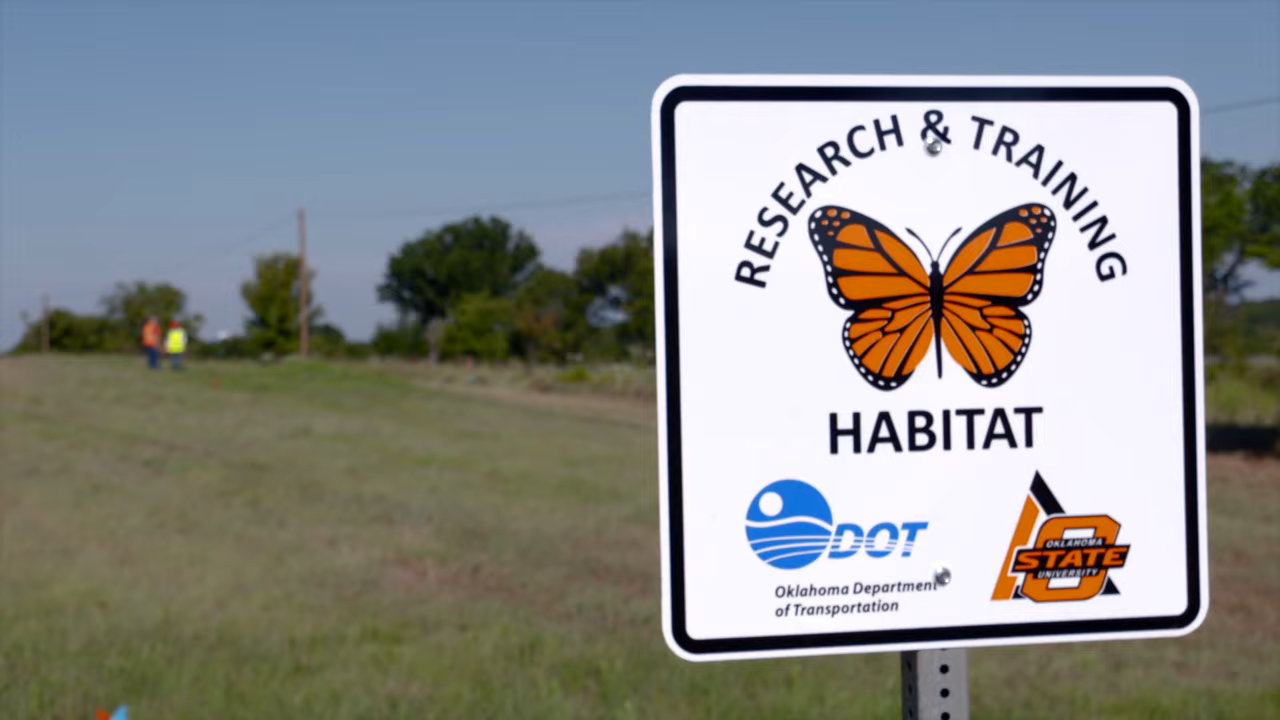 RESEARCH & TRAINING
HABITAT
DOT
Oklahoma Department
of Transportation
OKLAHOMA
STATE
UNIVERSITY